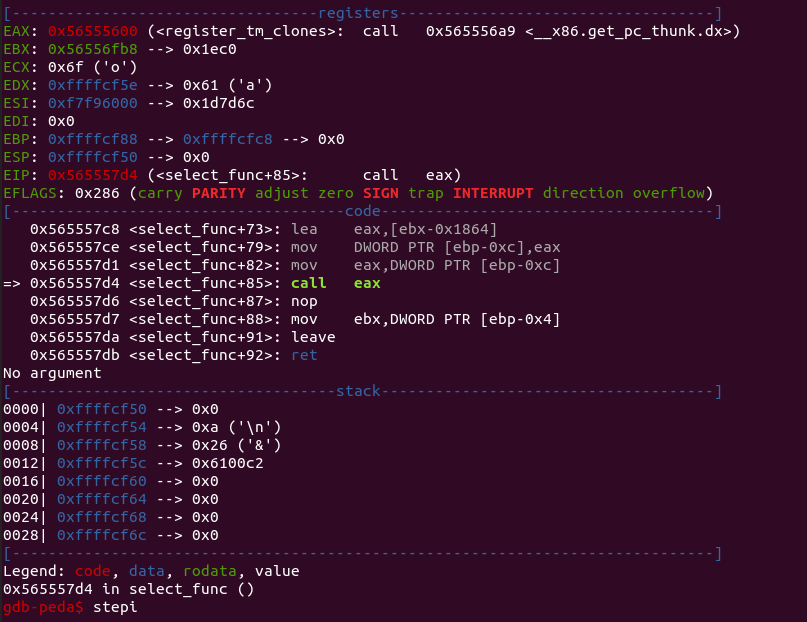 [----------------------------------registers-----------------------------------]
EAX: 0x56555600 (<register_tm_clones>:	call   0x565556a9 <__x86.get_pc_thunk.dx>)
EBX: 0x56556fb8 --> 0x1ec0
ECX: 0x6f ('o')
EDX: 0xffffcf5e --> 0x61 ('a')
ESI: 0xf7f96000 --> 0x1d7d6c
EDI: 0x0
EBP: 0xffffcf88 --> 0xffffcfc8 --> 0x0
ESP: 0xffffcf50 --> 0x0
EIP: 0x565557d4 (<select_func+85>:	call   eax)
EFLAGS: 0x286 (carry PARITY adjust zero SIGN trap INTERRUPT direction overflow)
[-------------------------------------code-------------------------------------]
   0x565557c8 <select_func+73>:	lea    eax,[ebx-0x1864]
   0x565557ce <select_func+79>:	mov    DWORD PTR [ebp-0xc],eax
   0x565557d1 <select_func+82>:	mov    eax,DWORD PTR [ebp-0xc]
=> 0x565557d4 <select_func+85>:	call   eax
   0x565557d6 <select_func+87>:	nop
   0x565557d7 <select_func+88>:	mov    ebx,DWORD PTR [ebp-0x4]
   0x565557da <select_func+91>:	leave
   0x565557db <select_func+92>:	ret
No argument
[------------------------------------stack-------------------------------------]
0000| 0xffffcf50 --> 0x0
0004| 0xffffcf54 --> 0xa ('\n')
0008| 0xffffcf58 --> 0x26 ('&')
0012| 0xffffcf5c --> 0x6100c2
0016| 0xffffcf60 --> 0x0
0020| 0xffffcf64 --> 0x0
0024| 0xffffcf68 --> 0x0
0028| 0xffffcf6c --> 0x0
[------------------------------------------------------------------------------]
Legend: code, data, rodata, value
0x565557d4 in select_func ()
gdb-peda$ stepi